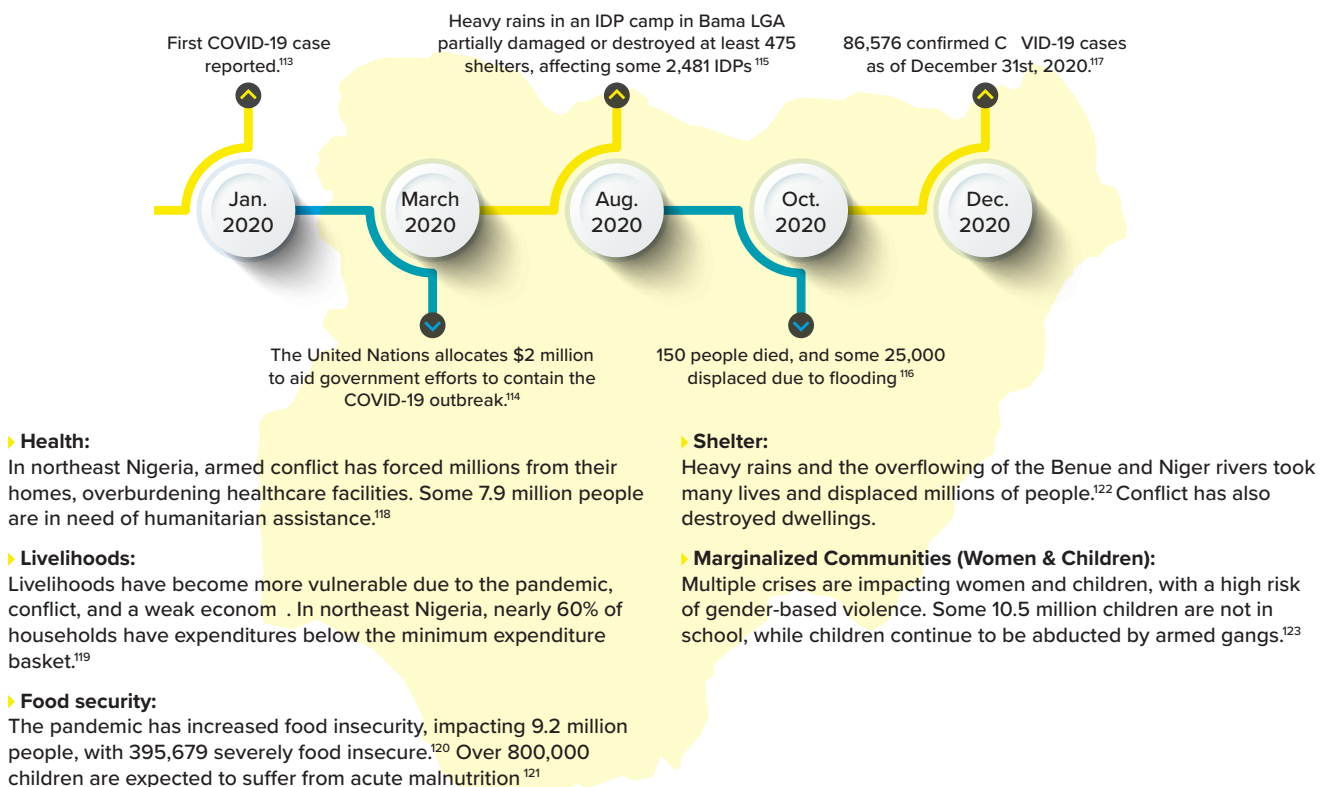 First COVID-19 case
reported.113
Heavy rains in an IDP camp in Bama LGA
partially damaged or destroyed at least 475
shelters, affecting some 2,481 IDPs 115
86,576 confirmed C VID-19 cases
as of December 31st, 2020.117
Jan.
2020
March
2020
Aug.
2020
Oct.
2020
Dec.
2020
The United Nations allocates $2 million
to aid government efforts to contain the
COVID-19 outbreak.114
150 people died, and some 25,000
displaced due to flooding 116
Health:
In northeast Nigeria, armed conflict has forced millions from their
homes, overburdening healthcare facilities. Some 7.9 million people
are in need of humanitarian assistance.118
Livelihoods:
Livelihoods have become more vulnerable due to the pandemic,
conflict, and a weak econom . In northeast Nigeria, nearly 60% of
households have expenditures below the minimum expenditure
basket.119
Food security:
The pandemic has increased food insecurity, impacting 9.2 million
people, with 395,679 severely food insecure.120 Over 800,000
children are expected to suffer from acute malnutrition 121
Shelter:
Heavy rains and the overflowing of the Benue and Niger rivers took
many lives and displaced millions of people.122 Conflict has also
destroyed dwellings.
Marginalized Communities (Women & Children):
Multiple crises are impacting women and children, with a high risk
of gender-based violence. Some 10.5 million children are not in
school, while children continue to be abducted by armed gangs.123